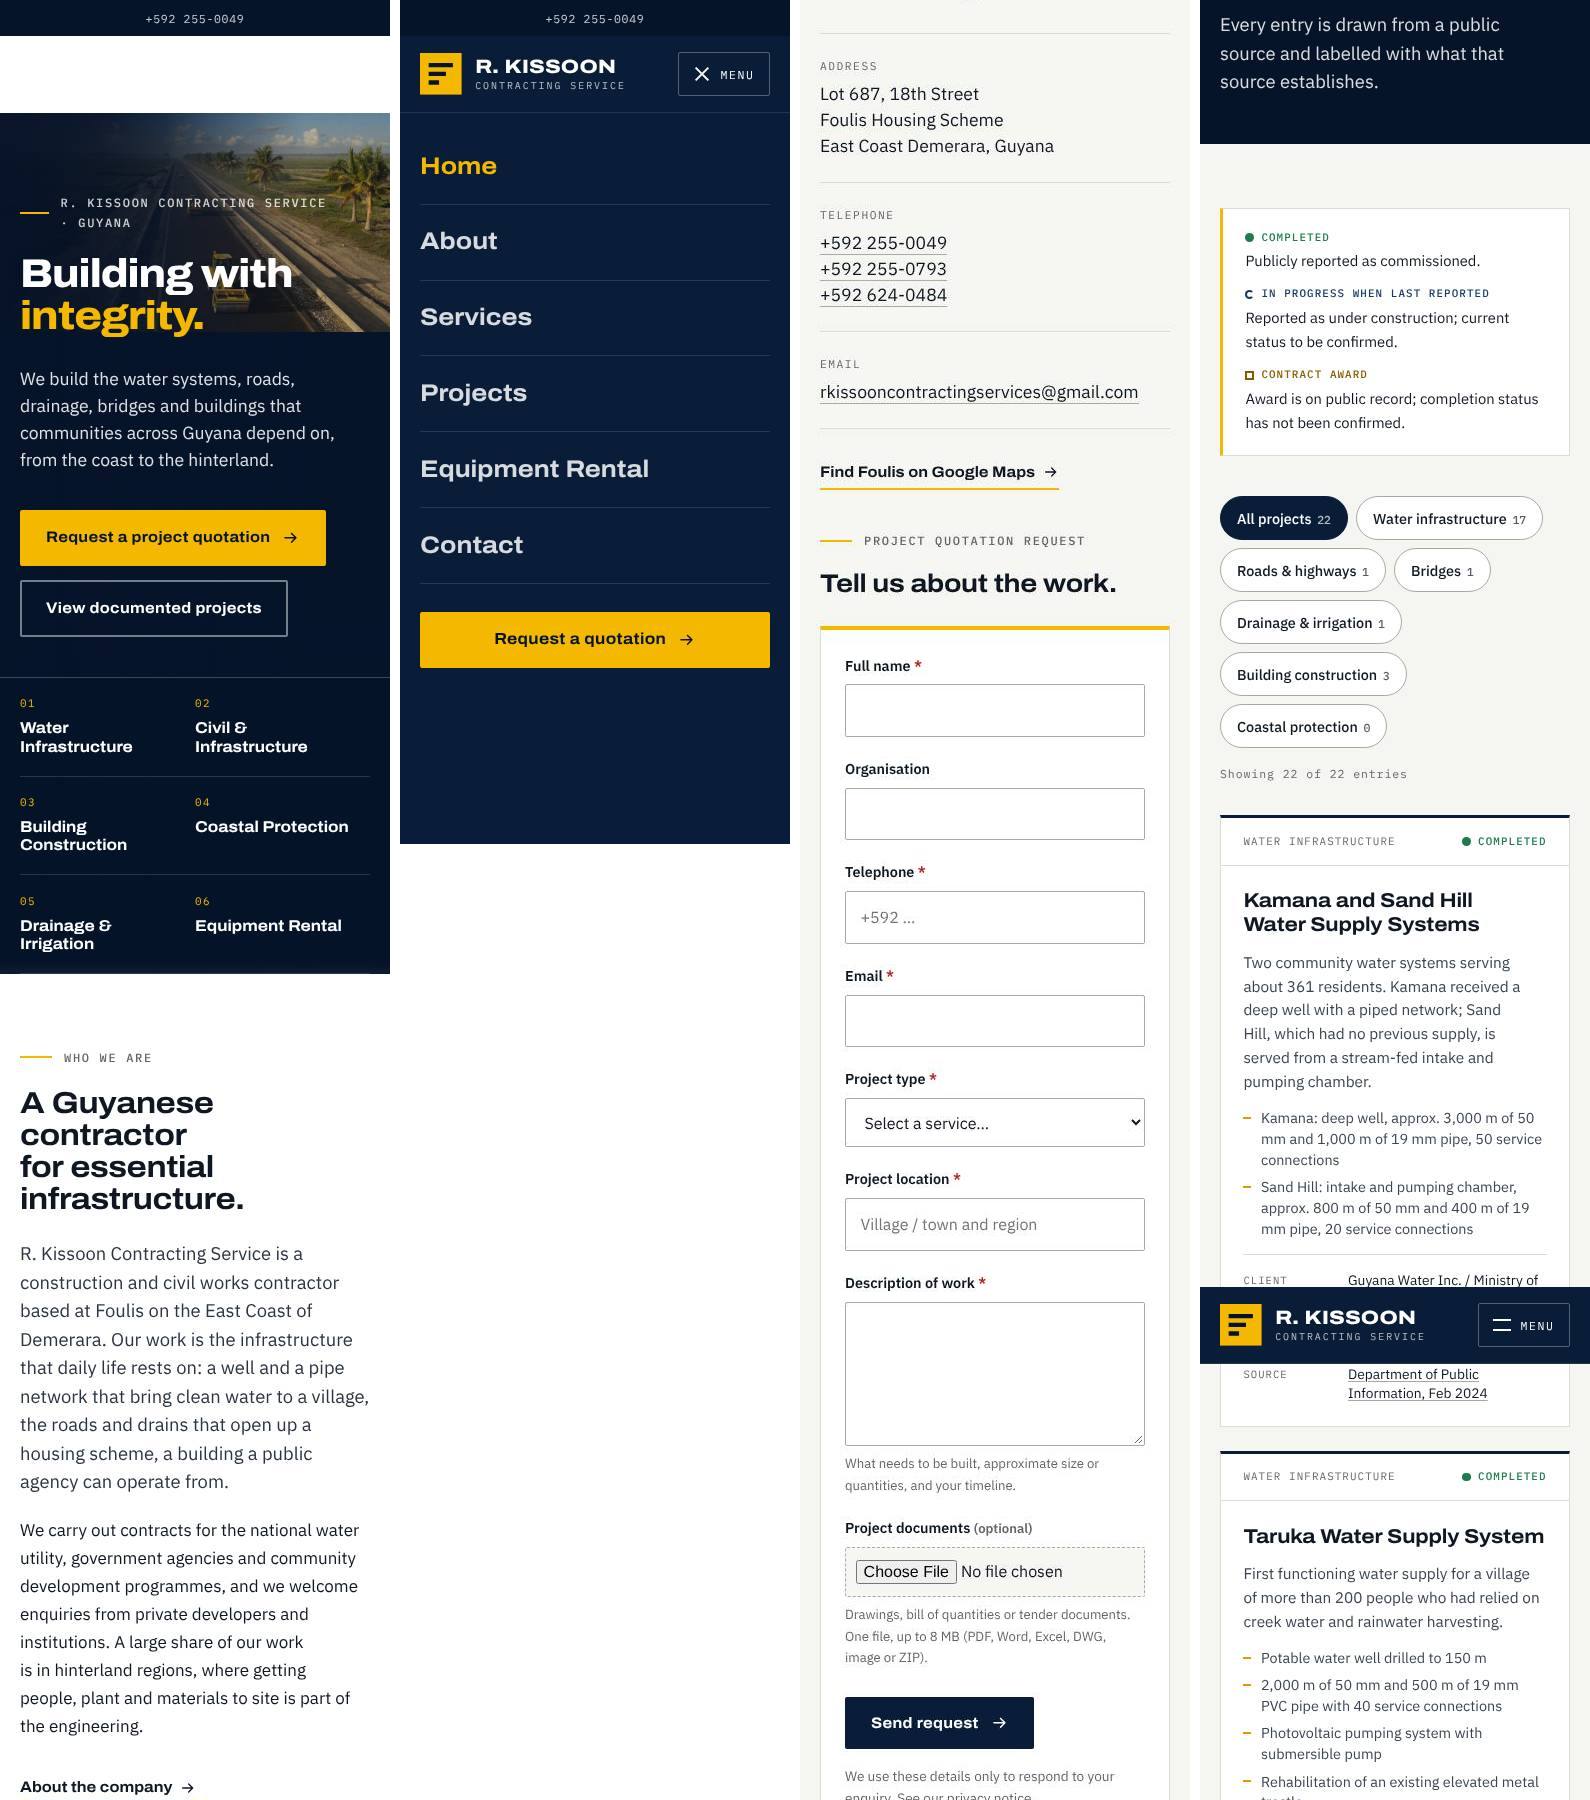 +592 255-0049
R. KISSOON CONTRACTING SERVICE
· GUYANA
Building with
integrity.
We build the water systems, roads,
drainage, bridges and buildings that
communities across Guyana depend on,
from the coast to the hinterland.
Request a project quotation →
View documented projects
01
Water
Infrastructure
02
Civil &
Infrastructure
03
Building
Construction
04
Coastal Protection
05
Drainage &
Irrigation
06
Equipment Rental
WHO WE ARE
A Guyanese
contractor
for essential
infrastructure.
R. Kissoon Contracting Service is a
construction and civil works contractor
based at Foulis on the East Coast of
Demerara. Our work is the infrastructure
that daily life rests on: a well and a pipe
network that bring clean water to a village,
the roads and drains that open up a
housing scheme, a building a public
agency can operate from.
We carry out contracts for the national water
utility, government agencies and community
development programmes, and we welcome
enquiries from private developers and
institutions. A large share of our work
is in hinterland regions, where getting
people, plant and materials to site is part of
the engineering.
About the company →
+592 255-0049
R. KISSOON
CONTRACTING SERVICE
MENU
Home
About
Services
Projects
Equipment Rental
Contact
Request a quotation →
ADDRESS
Lot 687, 18th Street
Foulis Housing Scheme
East Coast Demerara, Guyana
TELEPHONE
+592 255-0049
+592 255-0793
+592 624-0484
EMAIL
rkissooncontractingservices@gmail.com
Find Foulis on Google Maps →
PROJECT QUOTATION REQUEST
Tell us about the work.
Full name *
Organisation
Telephone *
+592 ...
Email *
Project type *
Select a service...
Project location *
Village / town and region
Description of work *
What needs to be built, approximate size or
quantities, and your timeline.
Project documents (optional)
Choose File No file chosen
Drawings, bill of quantities or tender documents.
One file, up to 8 MB (PDF, Word, Excel, DWG,
image or ZIP).
Send request →
We use these details only to respond to your
enquiry. See our privacy notice.
Every entry is drawn from a public
source and labelled with what that
source establishes.
COMPLETED
Publicly reported as commissioned.
IN PROGRESS WHEN LAST REPORTED
Reported as under construction; current
status to be confirmed.
CONTRACT AWARD
Award is on public record; completion status
has not been confirmed.
All projects 22
Water infrastructure 17
Roads & highways 1
Bridges 1
Drainage & irrigation 1
Building construction 3
Coastal protection 0
Showing 22 of 22 entries
WATER INFRASTRUCTURE
COMPLETED
Kamana and Sand Hill
Water Supply Systems
Two community water systems serving
about 361 residents. Kamana received a
deep well with a piped network; Sand
Hill, which had no previous supply, is
served from a stream-fed intake and
pumping chamber.
Kamana: deep well, approx. 3,000 m of 50
mm and 1,000 m of 19 mm pipe, 50 service
connections
Sand Hill: intake and pumping chamber,
approx. 800 m of 50 mm and 400 m of 19
mm pipe, 20 service connections
CLIENT
Guyana Water Inc. / Ministry of
R. KISSOON
CONTRACTING SERVICE
MENU
SOURCE
Department of Public
Information, Feb 2024
WATER INFRASTRUCTURE
COMPLETED
Taruka Water Supply System
First functioning water supply for a village
of more than 200 people who had relied on
creek water and rainwater harvesting.
Potable water well drilled to 150 m
2,000 m of 50 mm and 500 m of 19 mm
PVC pipe with 40 service connections
Photovoltaic pumping system with
submersible pump
Rehabilitation of an existing elevated metal